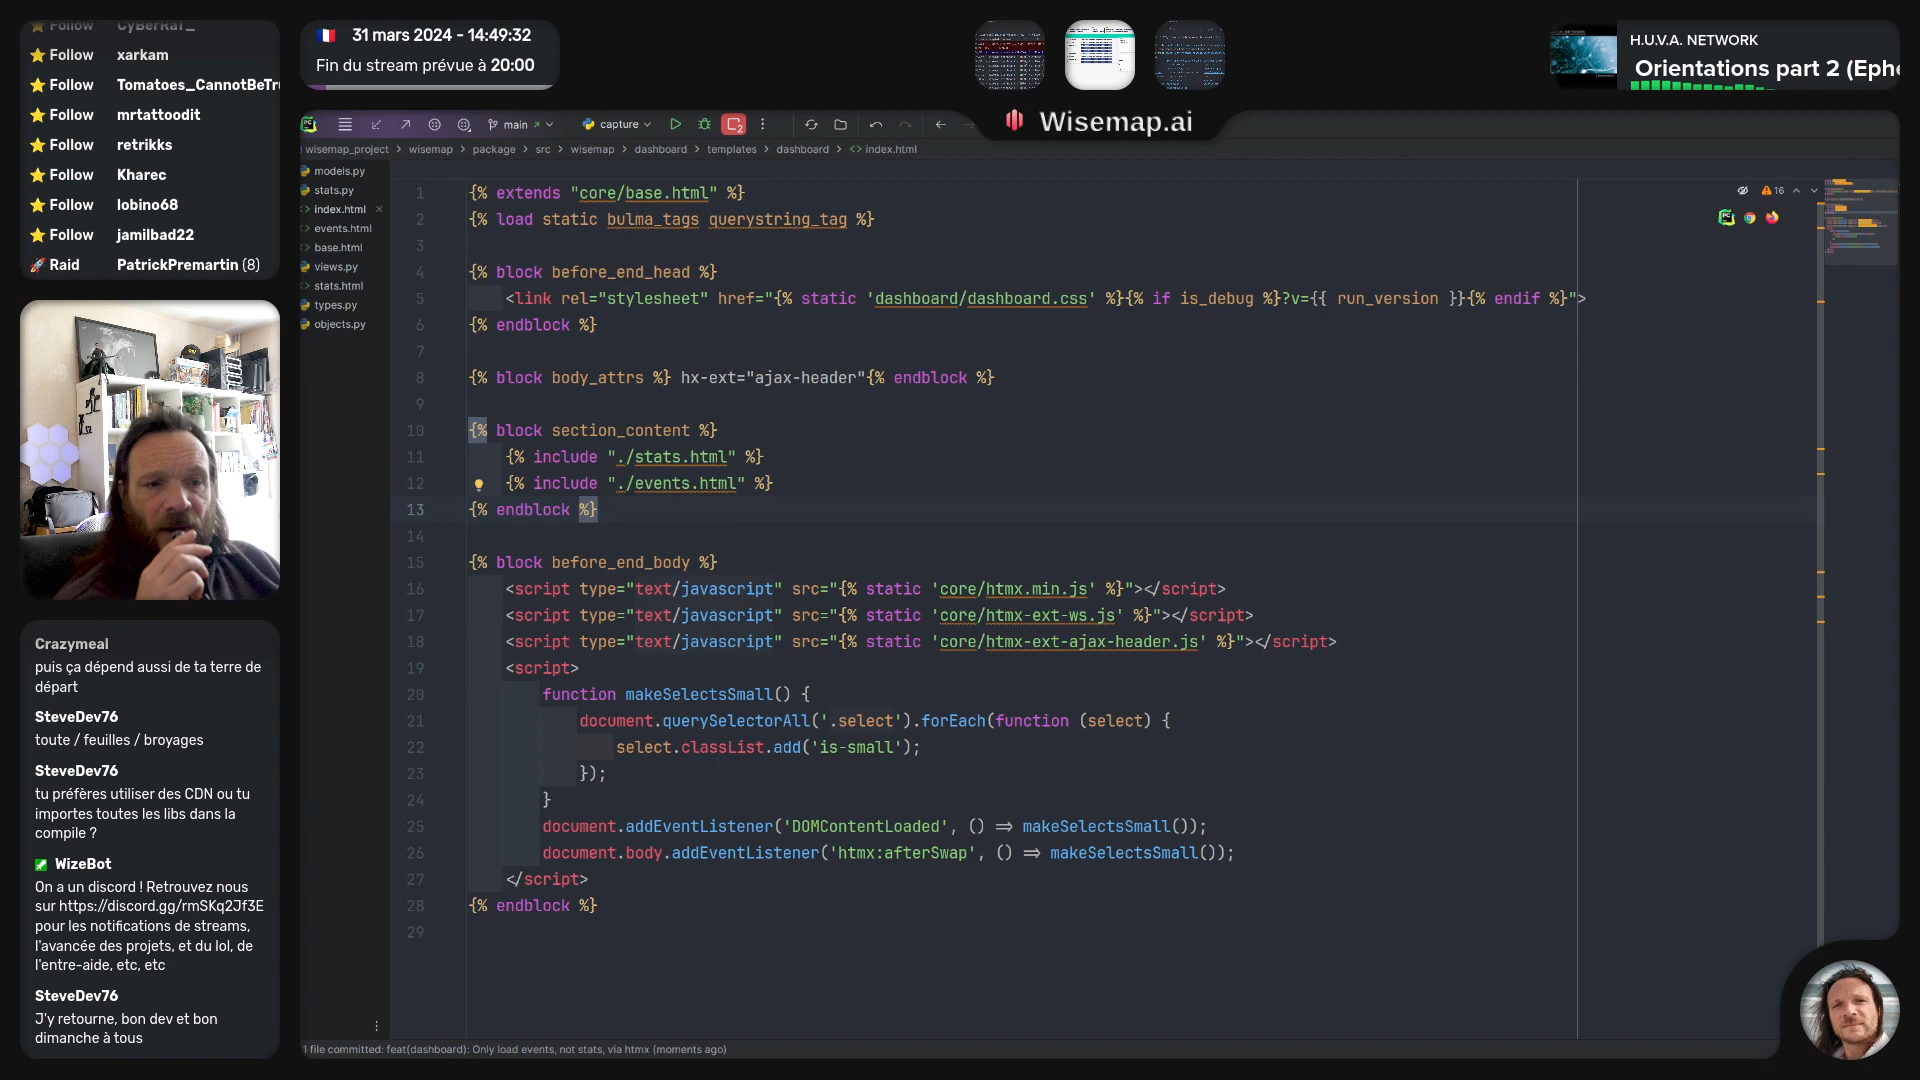 Follow CyBerRaT_
Follow xarkam
Follow Tomatoes_CannotBeTr
Follow mrtattoodit
Follow retrikks
Follow Kharec
Follow lobino68
Follow jamilbad22
Raid PatrickPremartin (8)
31 mars 2024 - 14:49:32
Fin du stream prévue à 20:00
H.U.V.A. NETWORK
Orientations part 2 (Ephe
Wisemap.ai
main
capture
wisemap_project > wisemap > package > src > wisemap > dashboard > templates > dashboard > <> index.html
models.py
stats.py
index.html
events.html
base.html
views.py
stats.html
types.py
objects.py
16
1 {% extends "core/base.html" %}
2 {% load static bulma_tags querystring_tag %}
3
4 {% block before_end_head %}
5 <link rel="stylesheet" href="{% static 'dashboard/dashboard.css' %}{% if is_debug %}?v={{ run_version }}{% endif %}">
6 {% endblock %}
7
8 {% block body_attrs %} hx-ext="ajax-header"{% endblock %}
9
10 {% block section_content %}
11 {% include "./stats.html" %}
12 {% include "./events.html" %}
13 {% endblock %}
14
15 {% block before_end_body %}
16 <script type="text/javascript" src="{% static 'core/htmx.min.js' %}"></script>
17 <script type="text/javascript" src="{% static 'core/htmx-ext-ws.js' %}"></script>
18 <script type="text/javascript" src="{% static 'core/htmx-ext-ajax-header.js' %}"></script>
19 <script>
20 function makeSelectsSmall() {
21 document.querySelectorAll('.select').forEach(function (select) {
22 select.classList.add('is-small');
23 });
24 }
25 document.addEventListener('DOMContentLoaded', () => makeSelectsSmall());
26 document.body.addEventListener('htmx:afterSwap', () => makeSelectsSmall());
27 </script>
28 {% endblock %}
29
1 file committed: feat(dashboard): Only load events, not stats, via htmx (moments ago)
Crazymeal
puis ça dépend aussi de ta terre de
départ
SteveDev76
toute / feuilles / broyages
SteveDev76
tu préfères utiliser des CDN ou tu
importes toutes les libs dans la
compile ?
WizeBot
On a un discord ! Retrouvez nous
sur https://discord.gg/rmSKq2Jf3E
pour les notifications de streams,
l'avancée des projets, et du lol, de
l'entre-aide, etc, etc
SteveDev76
J'y retourne, bon dev et bon
dimanche à tous